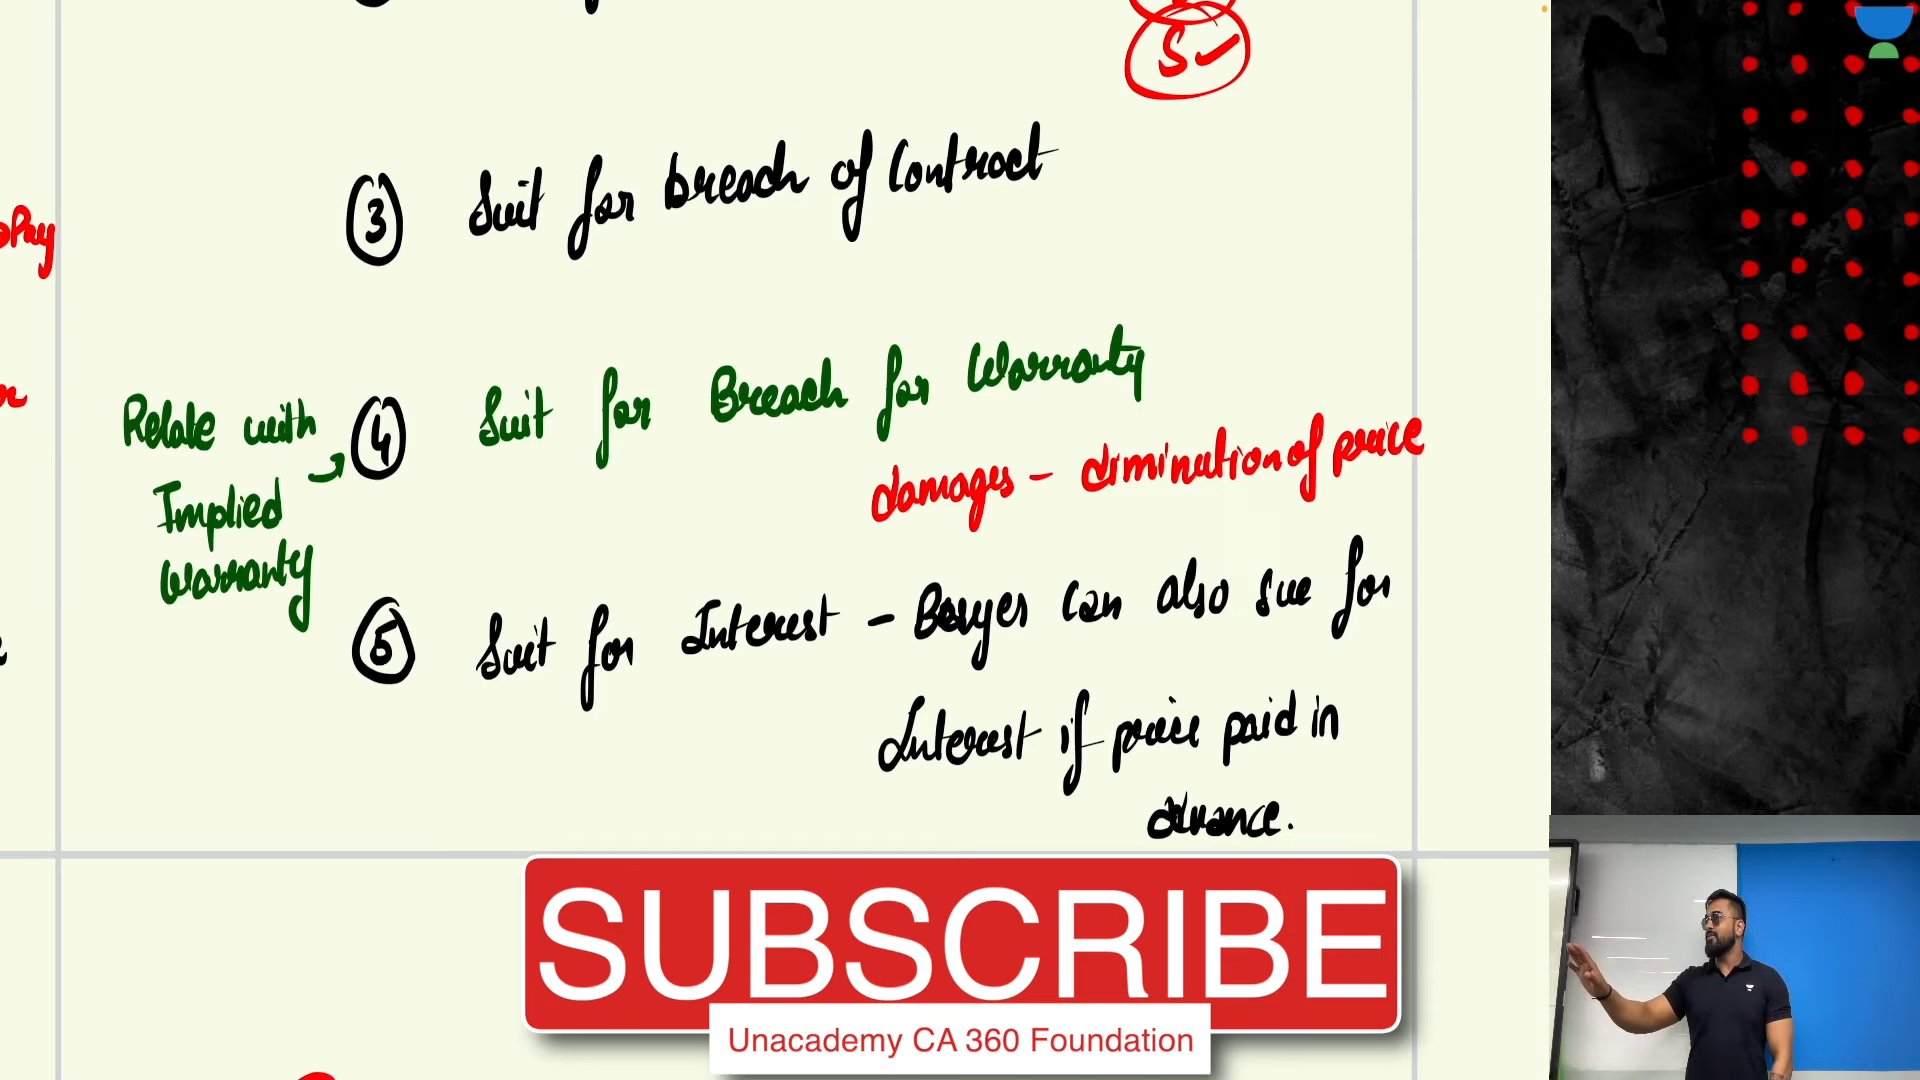 S
Pay
③ Suit for breach of Contract
④ Suit for Breach for Warranty
Relate with
Implied
Warranty
damages - diminution of price
⑤ Suit for Interest - Buyer can also sue for
Interest if price paid in
advance.
SUBSCRIBE
Unacademy CA 360 Foundation